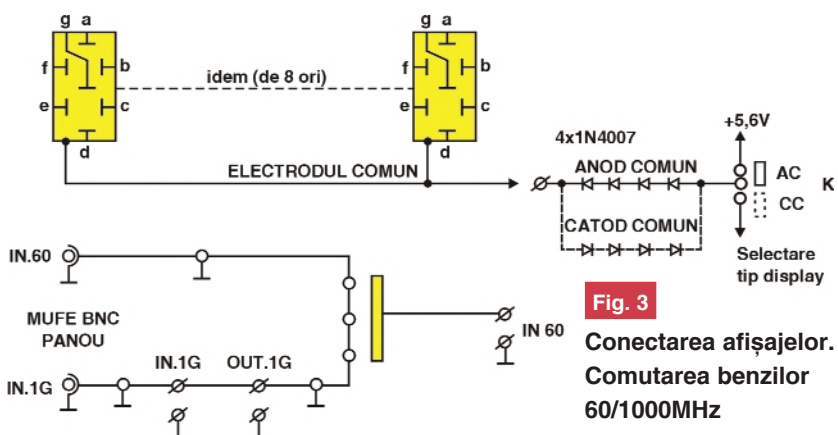 g a
f b
e c
d
idem (de 8 ori)
g a
f b
e c
d
ELECTRODUL COMUN
4x1N4007
ANOD COMUN
CATOD COMUN
+5,6V
AC
K
CC
Selectare
tip display
IN.60
MUFE BNC
PANOU
IN.1G
IN.1G OUT.1G
IN 60
Fig. 3
Conectarea afișajelor.
Comutarea benzilor
60/1000MHz